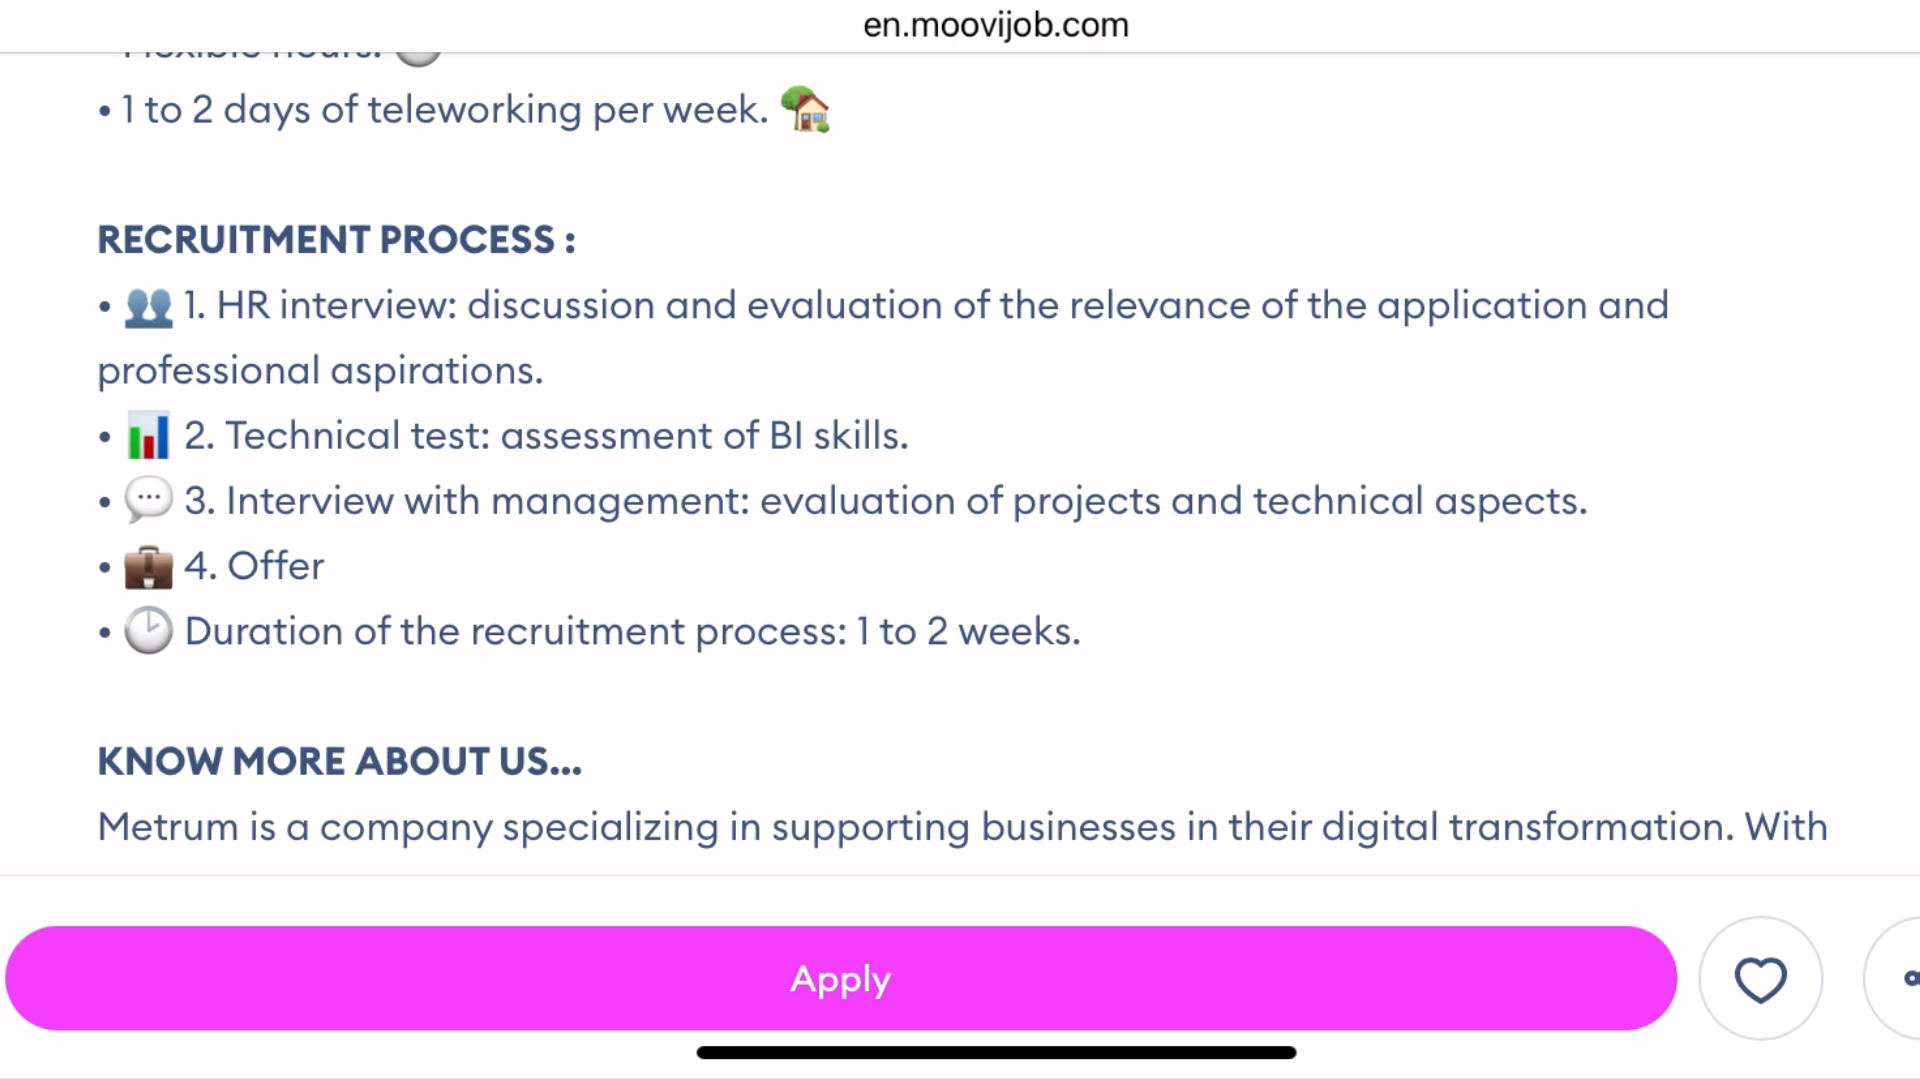 en.moovijob.com
Flexible hours.
• 1 to 2 days of teleworking per week. 🏡
RECRUITMENT PROCESS :
• 👥 1. HR interview: discussion and evaluation of the relevance of the application and
professional aspirations.
• 📊 2. Technical test: assessment of BI skills.
• 💬 3. Interview with management: evaluation of projects and technical aspects.
• 💼 4. Offer
• 🕑 Duration of the recruitment process: 1 to 2 weeks.
KNOW MORE ABOUT US...
Metrum is a company specializing in supporting businesses in their digital transformation. With
Apply